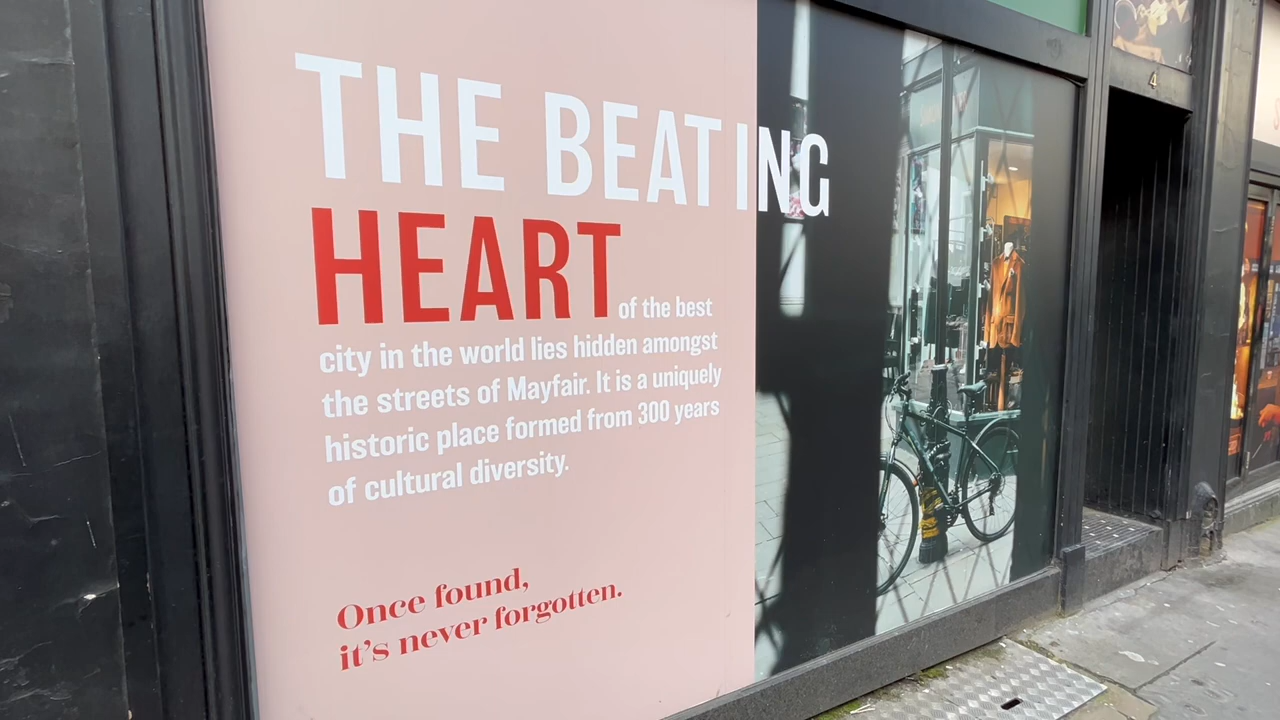 THE BEATING
HEART of the best
city in the world lies hidden amongst
the streets of Mayfair. It is a uniquely
historic place formed from 300 years
of cultural diversity.
Once found,
it's never forgotten.
4